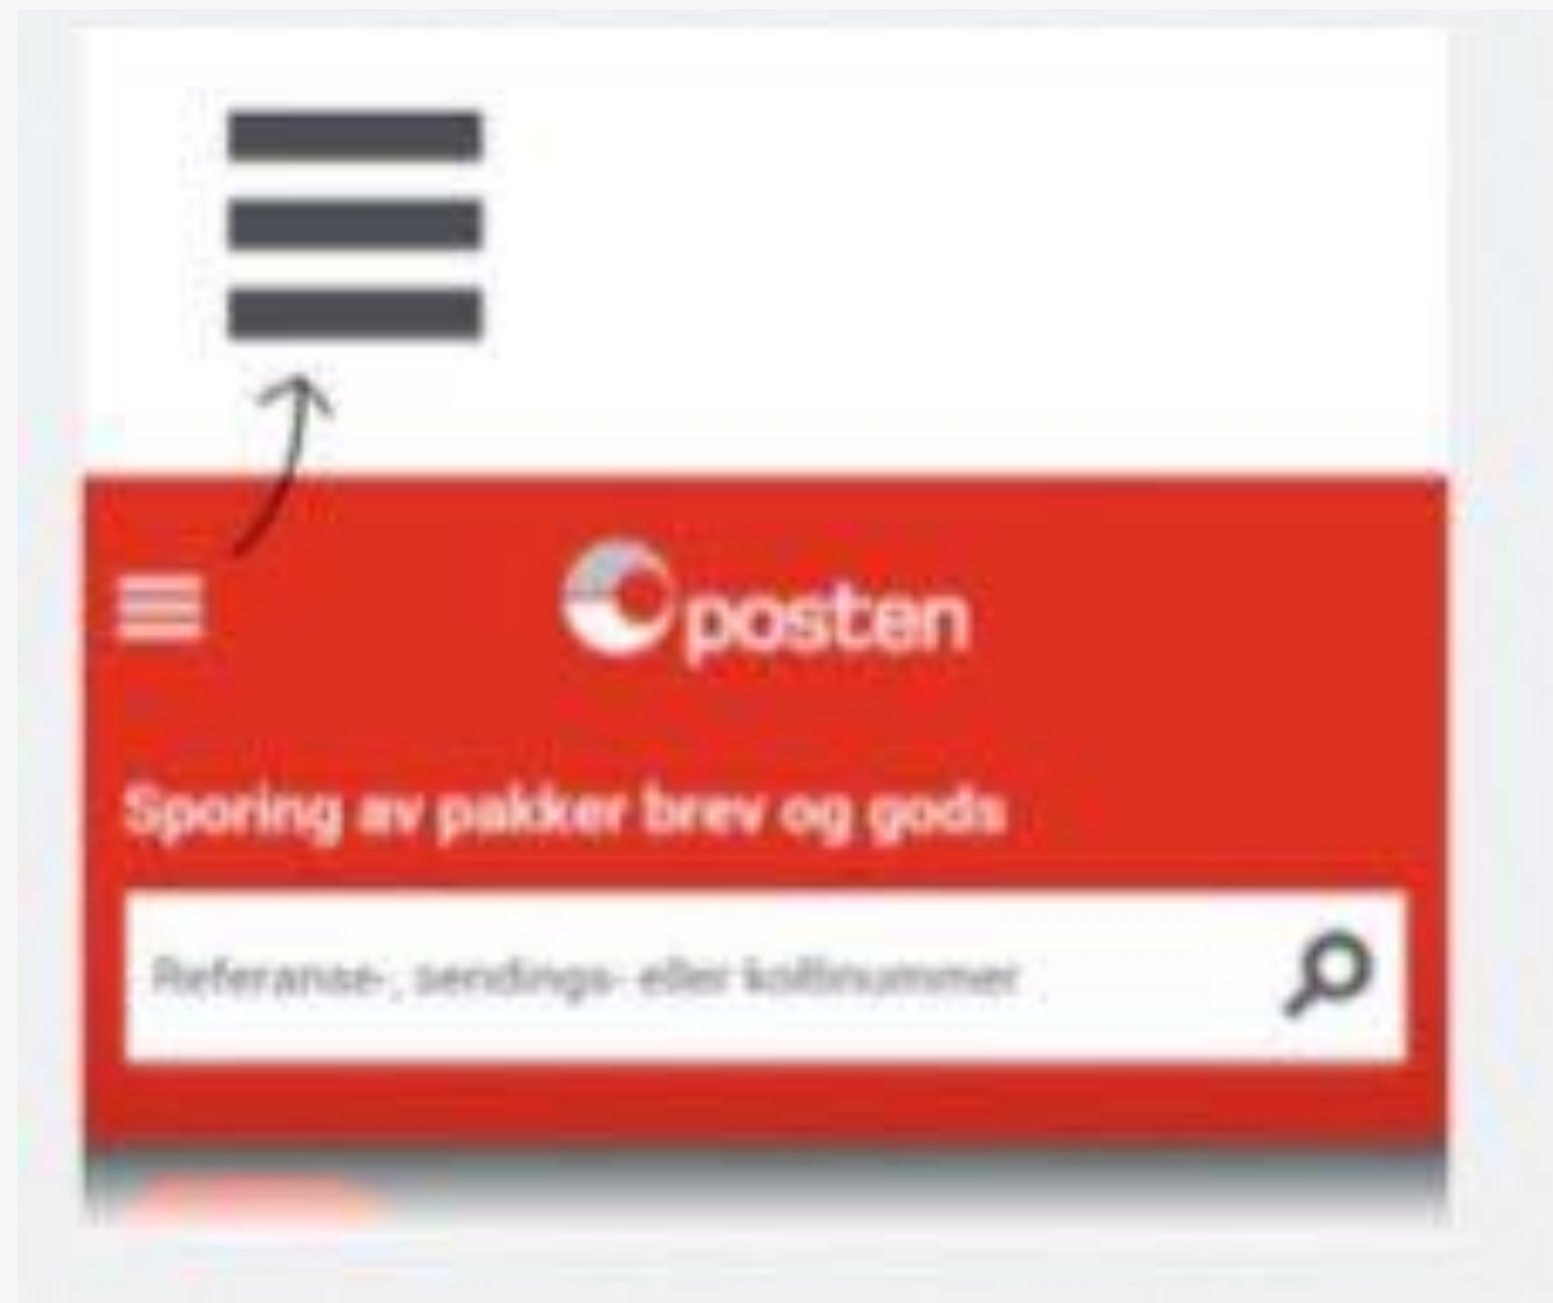 posten
Sporing av pakker brev og gods
Referanse-, sendings- eller kollinummer